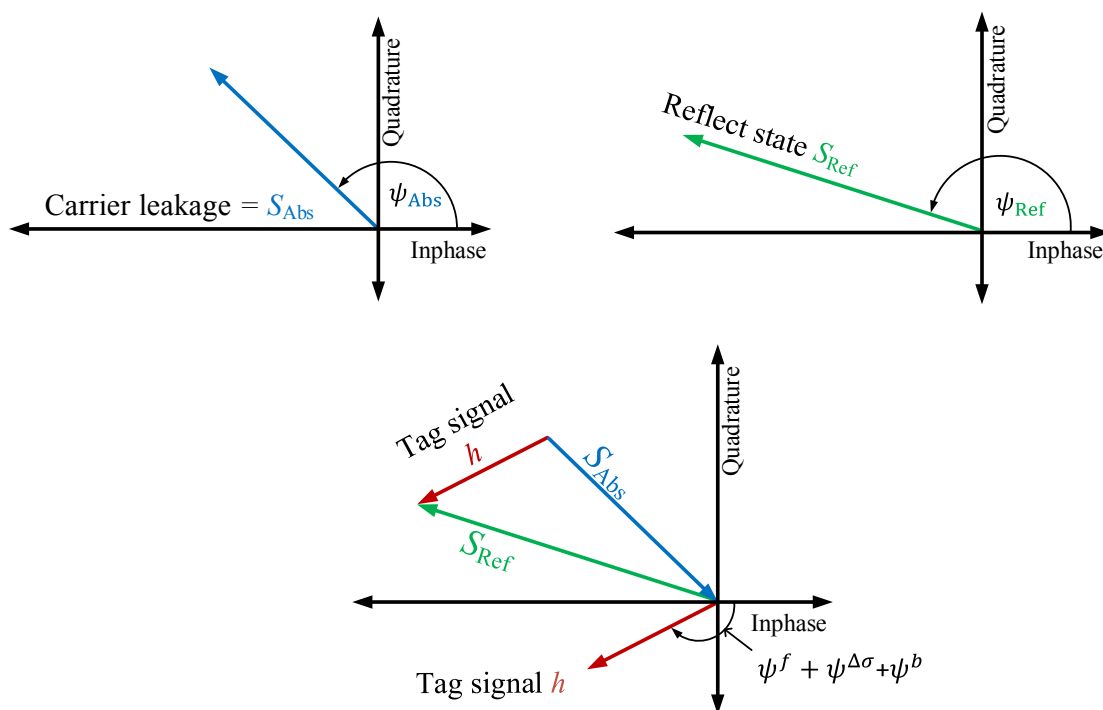 Quadrature
Carrier leakage = S_Abs
ψ_Abs
Inphase
Quadrature
Reflect state S_Ref
ψ_Ref
Inphase
Quadrature
Tag signal
h
S_Abs
S_Ref
Inphase
ψ^f + ψ^Δσ+ψ^b
Tag signal h